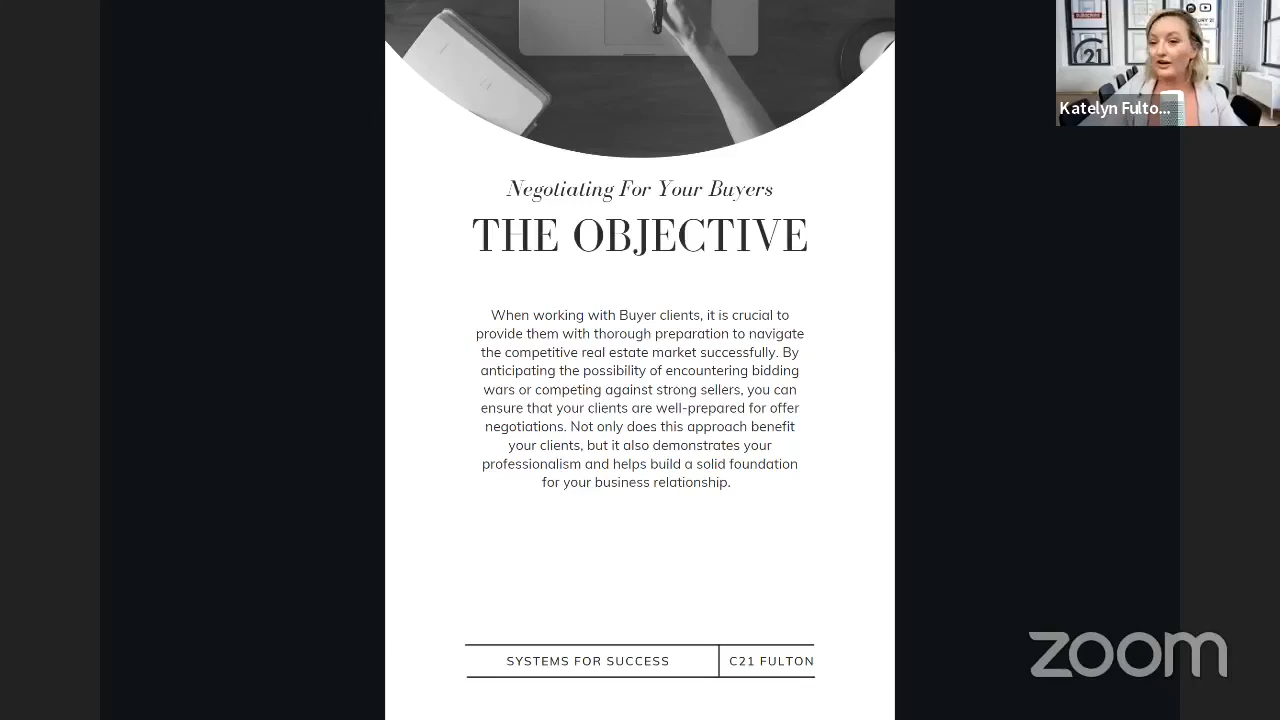 Katelyn Fulto...
Negotiating For Your Buyers
THE OBJECTIVE
When working with Buyer clients, it is crucial to
provide them with thorough preparation to navigate
the competitive real estate market successfully. By
anticipating the possibility of encountering bidding
wars or competing against strong sellers, you can
ensure that your clients are well-prepared for offer
negotiations. Not only does this approach benefit
your clients, but it also demonstrates your
professionalism and helps build a solid foundation
for your business relationship.
SYSTEMS FOR SUCCESS
C21 FULTON
zoom